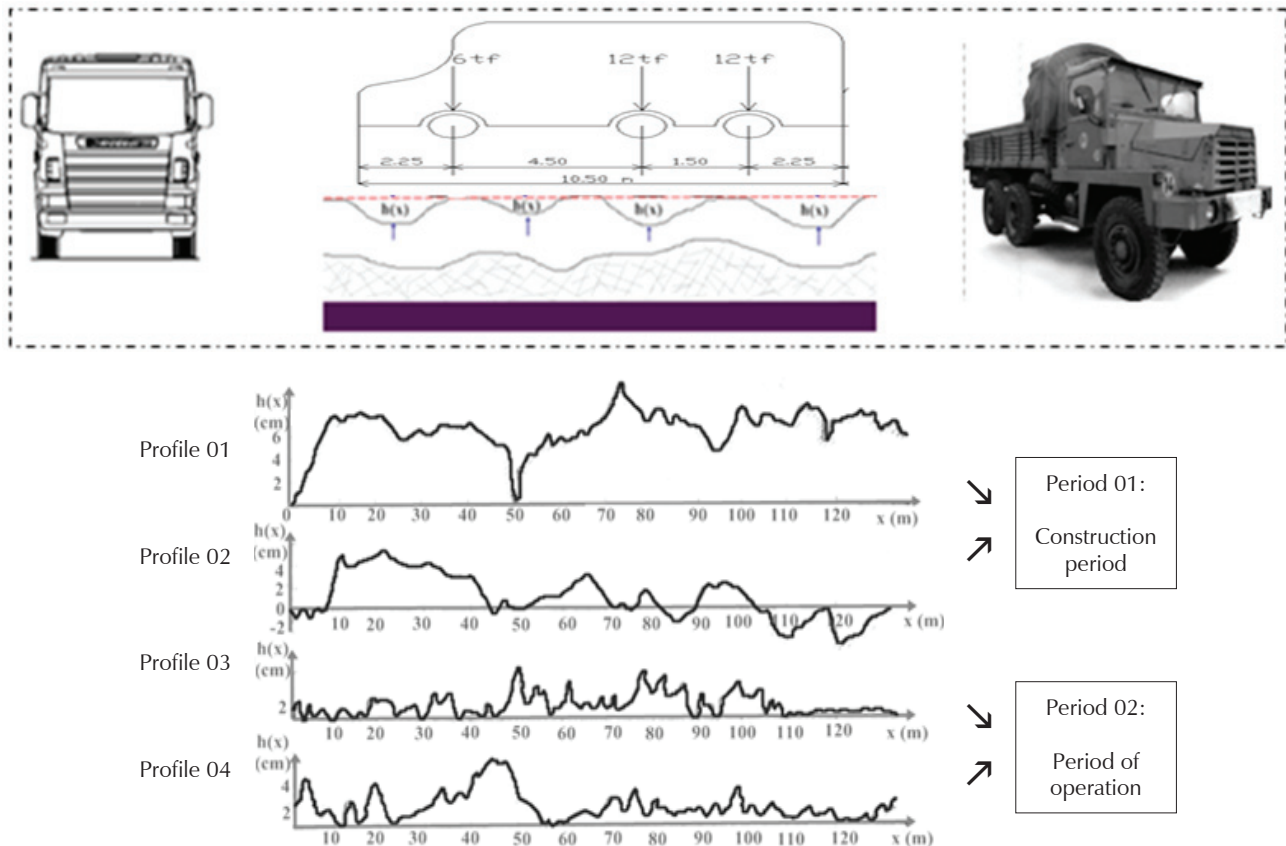 6tf 12tf 12tf
2.25 4.50 1.50 2.25
10.50
h(x) h(x) h(x) h(x)
Profile 01
h(x)
(cm)
6
4
2
0 10 20 30 40 50 60 70 80 90 100 110 120 x (m)
Profile 02
h(x)
(cm)
4
2
0
-2
10 20 30 40 50 60 70 80 90 100 110 120 x (m)
Period 01:
Construction
period
Profile 03
h(x)
(cm)
2
10 20 30 40 50 60 70 80 90 100 110 120 x (m)
Profile 04
h(x)
(cm)
4
2
10 20 30 40 50 60 70 80 90 100 110 120 x (m)
Period 02:
Period of
operation